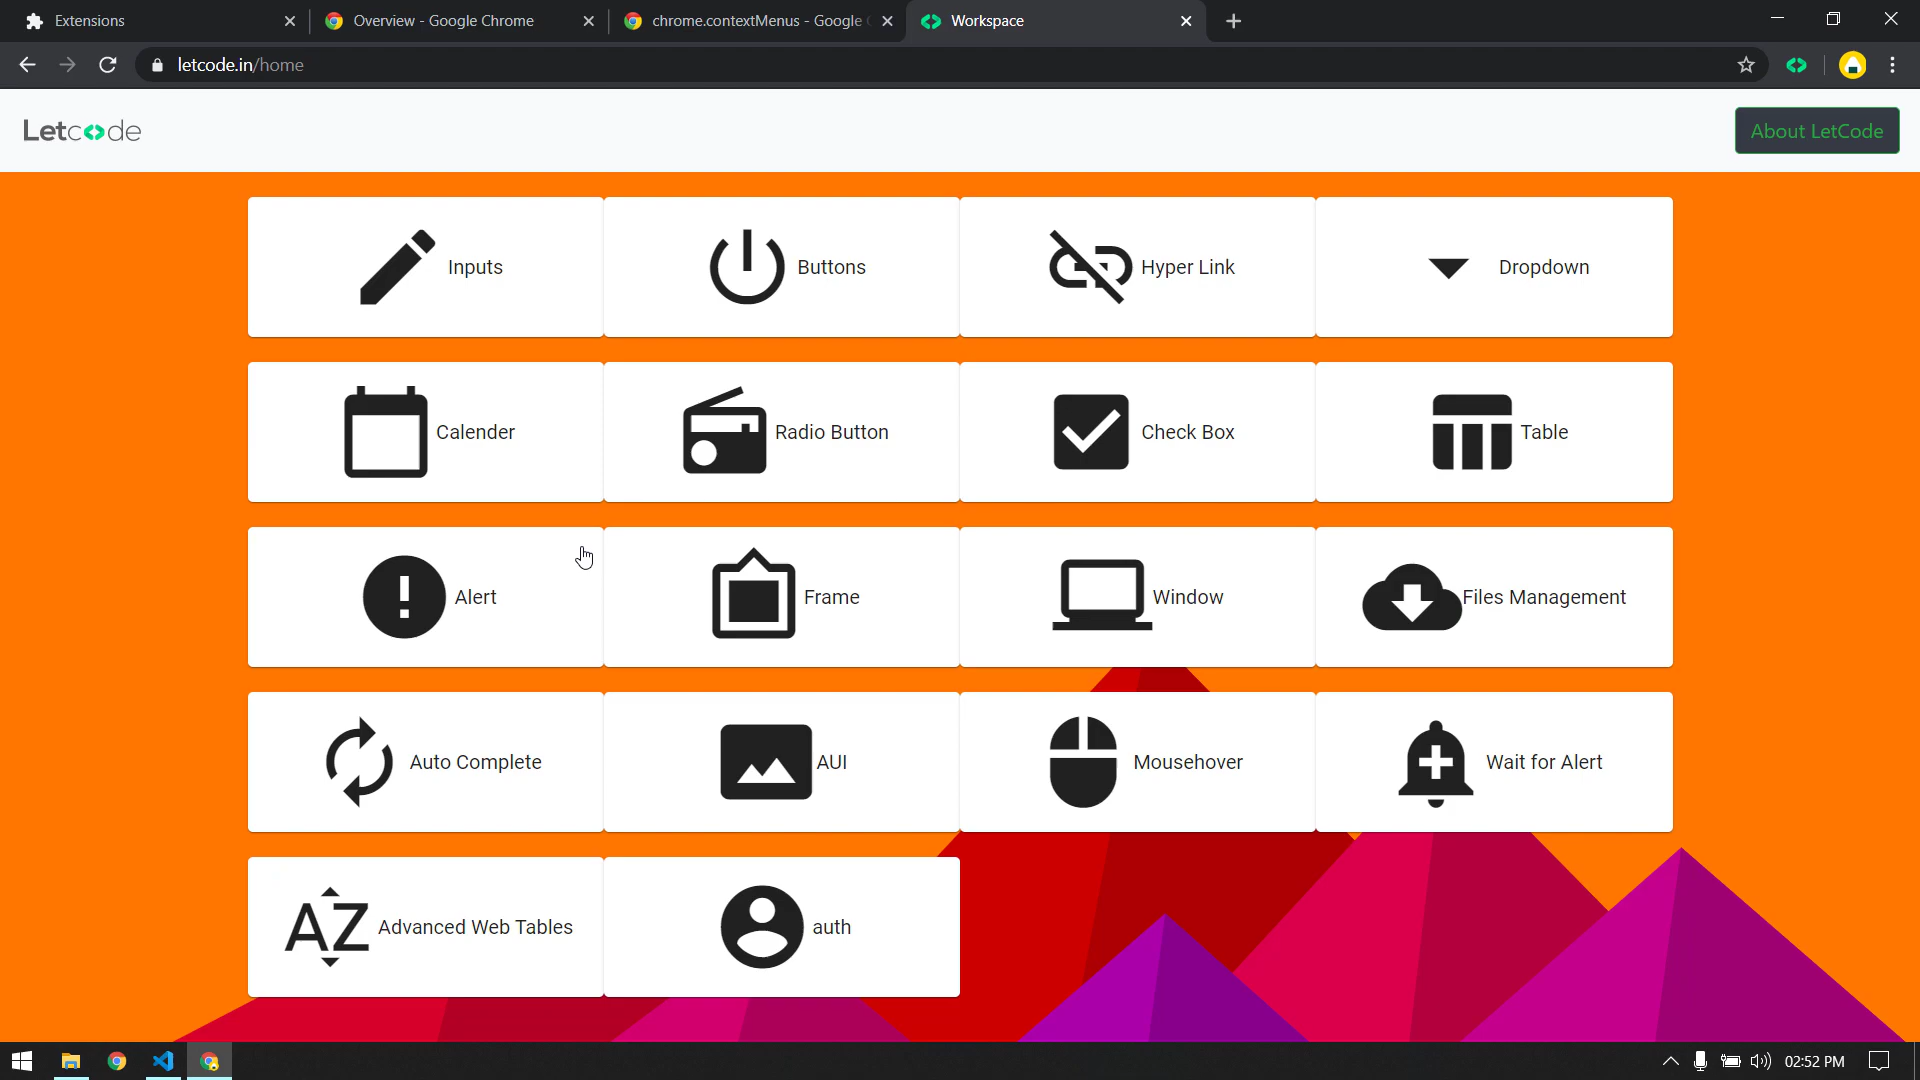 Extensions
Overview - Google Chrome
chrome.contextMenus - Google
Workspace
letcode.in/home
Letcode
About LetCode
Inputs
Buttons
Hyper Link
Dropdown
Calender
Radio Button
Check Box
Table
Alert
Frame
Window
Files Management
Auto Complete
AUI
Mousehover
Wait for Alert
AZ
Advanced Web Tables
auth
02:52 PM